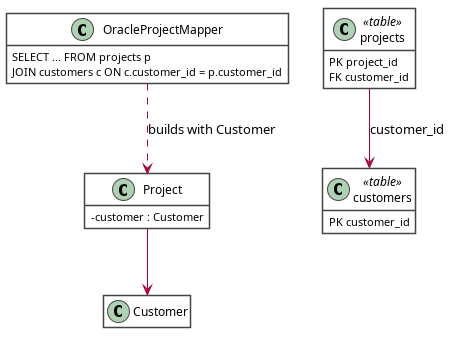 C OracleProjectMapper
SELECT ... FROM projects p
JOIN customers c ON c.customer_id = p.customer_id
C «table»
projects
PK project_id
FK customer_id
builds with Customer
customer_id
C Project
-customer : Customer
C «table»
customers
PK customer_id
C Customer